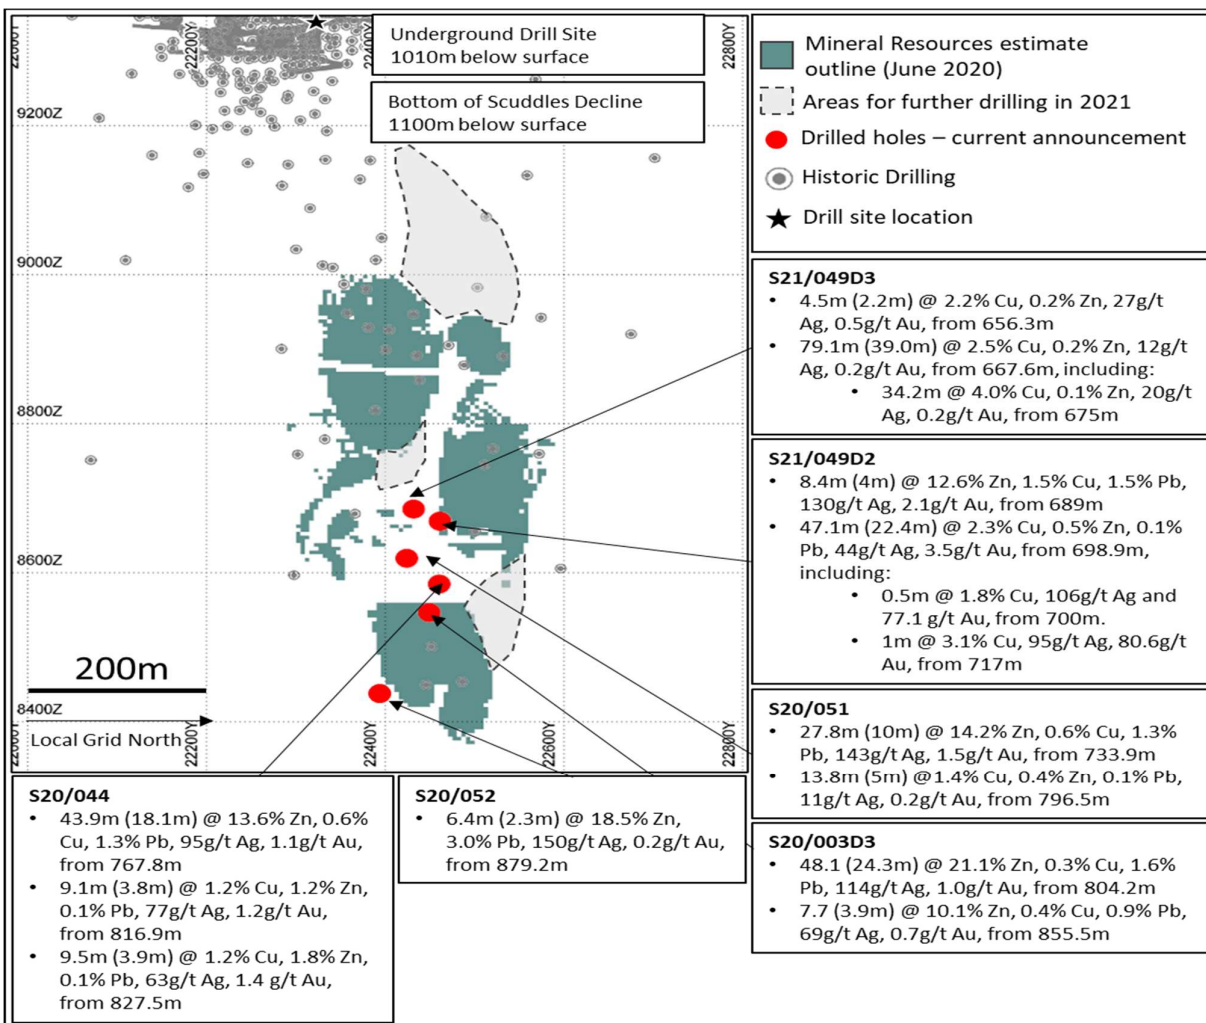 22000Y
22200Y
22400Y
22800Y
Underground Drill Site
1010m below surface
Bottom of Scuddles Decline
1100m below surface
9200Z
9000Z
8800Z
8600Z
8400Z
200m
Local Grid North
22200Y
22400Y
22600Y
22800Y
Mineral Resources estimate
outline (June 2020)
Areas for further drilling in 2021
Drilled holes – current announcement
Historic Drilling
Drill site location
S21/049D3
• 4.5m (2.2m) @ 2.2% Cu, 0.2% Zn, 27g/t
Ag, 0.5g/t Au, from 656.3m
• 79.1m (39.0m) @ 2.5% Cu, 0.2% Zn, 12g/t
Ag, 0.2g/t Au, from 667.6m, including:
• 34.2m @ 4.0% Cu, 0.1% Zn, 20g/t
Ag, 0.2g/t Au, from 675m
S21/049D2
• 8.4m (4m) @ 12.6% Zn, 1.5% Cu, 1.5% Pb,
130g/t Ag, 2.1g/t Au, from 689m
• 47.1m (22.4m) @ 2.3% Cu, 0.5% Zn, 0.1%
Pb, 44g/t Ag, 3.5g/t Au, from 698.9m,
including:
• 0.5m @ 1.8% Cu, 106g/t Ag and
77.1 g/t Au, from 700m.
• 1m @ 3.1% Cu, 95g/t Ag, 80.6g/t
Au, from 717m
S20/051
• 27.8m (10m) @ 14.2% Zn, 0.6% Cu, 1.3%
Pb, 143g/t Ag, 1.5g/t Au, from 733.9m
• 13.8m (5m) @1.4% Cu, 0.4% Zn, 0.1% Pb,
11g/t Ag, 0.2g/t Au, from 796.5m
S20/003D3
• 48.1 (24.3m) @ 21.1% Zn, 0.3% Cu, 1.6%
Pb, 114g/t Ag, 1.0g/t Au, from 804.2m
• 7.7 (3.9m) @ 10.1% Zn, 0.4% Cu, 0.9% Pb,
69g/t Ag, 0.7g/t Au, from 855.5m
S20/044
• 43.9m (18.1m) @ 13.6% Zn, 0.6%
Cu, 1.3% Pb, 95g/t Ag, 1.1g/t Au,
from 767.8m
• 9.1m (3.8m) @ 1.2% Cu, 1.2% Zn,
0.1% Pb, 77g/t Ag, 1.2g/t Au,
from 816.9m
• 9.5m (3.9m) @ 1.2% Cu, 1.8% Zn,
0.1% Pb, 63g/t Ag, 1.4 g/t Au,
from 827.5m
S20/052
• 6.4m (2.3m) @ 18.5% Zn,
3.0% Pb, 150g/t Ag, 0.2g/t Au,
from 879.2m